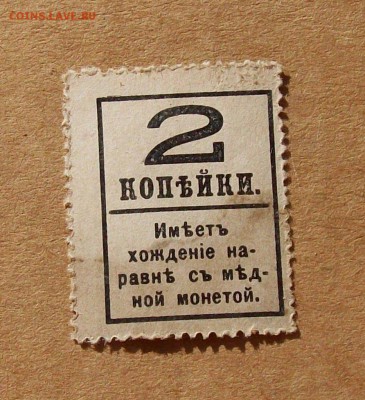 COINS.LAVE.RU
2
КОПѢЙКИ.
Имѣетъ
хожденіе на-
равнѣ съ мѣд-
ной монетой.